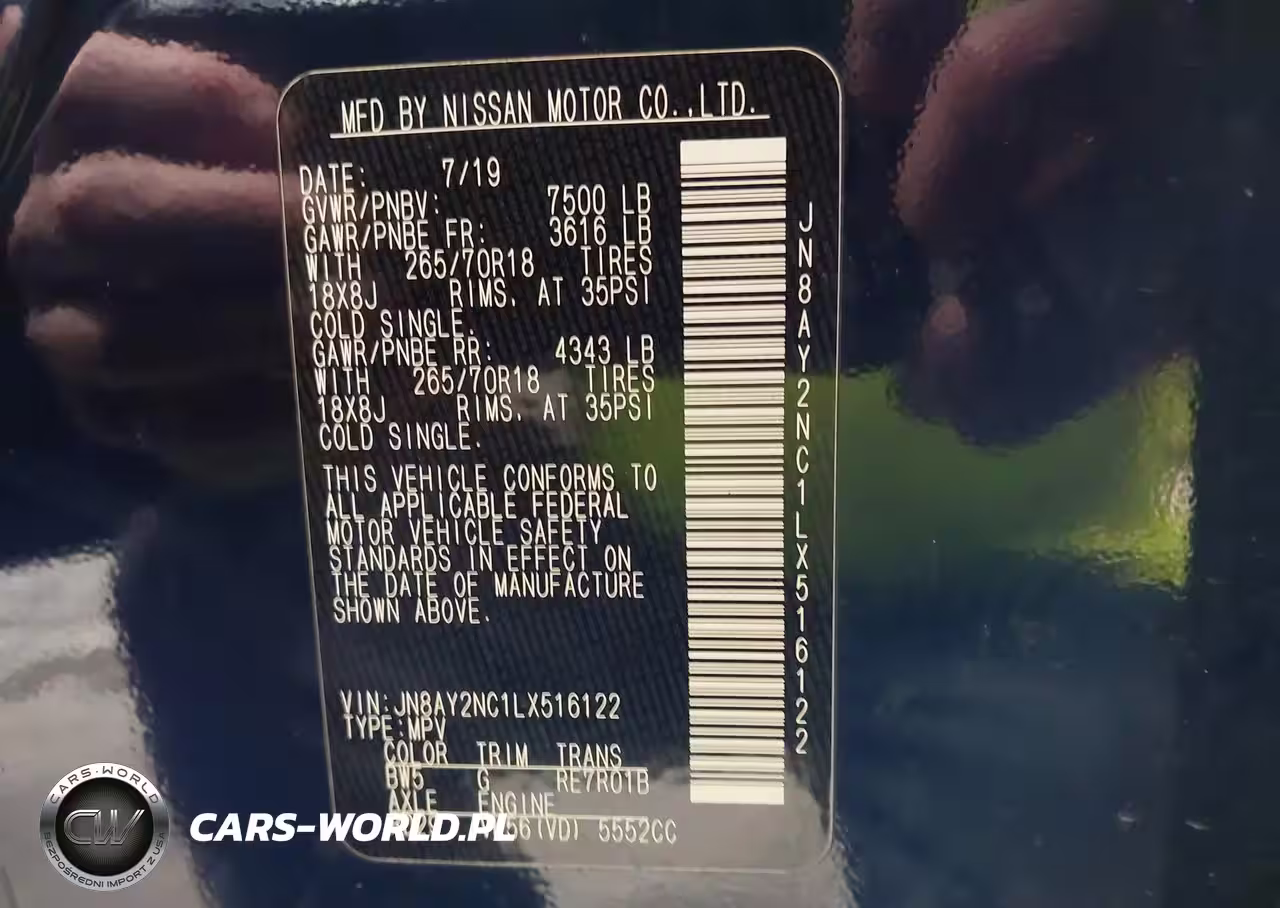 MFD BY NISSAN MOTOR CO.,LTD.
DATE: 7/19
GVWR/PNBV: 7500 LB
GAWR/PNBE FR: 3616 LB
WITH 265/70R18 TIRES
18X8J RIMS. AT 35PSI
COLD SINGLE.
GAWR/PNBE RR: 4343 LB
WITH 265/70R18 TIRES
18X8J RIMS. AT 35PSI
COLD SINGLE.
THIS VEHICLE CONFORMS TO
ALL APPLICABLE FEDERAL
MOTOR VEHICLE SAFETY
STANDARDS IN EFFECT ON
THE DATE OF MANUFACTURE
SHOWN ABOVE.
VIN:JN8AY2NC1LX516122
TYPE:MPV
COLOR TRIM TRANS
BW5 G RE7R01B
AXLE ENGINE
5552CC
JN8AY2NC1LX516122
CARS-WORLD
CW
BEZPOŚREDNI IMPORT Z USA
CARS-WORLD.PL